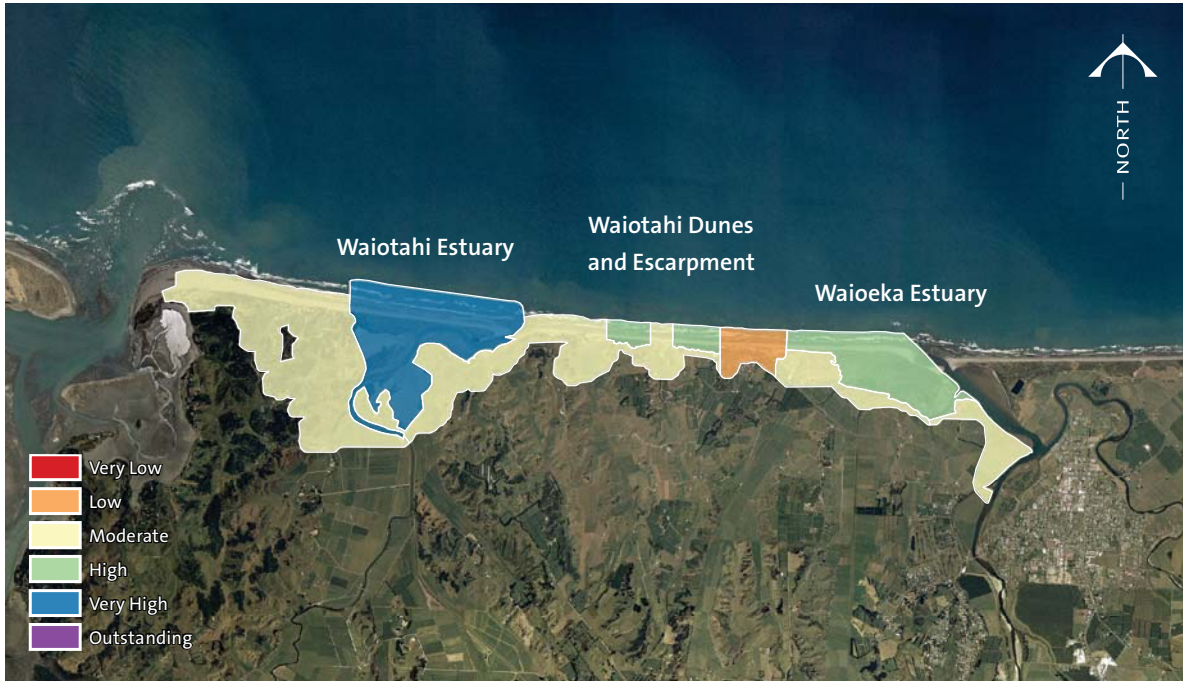 NORTH
Waiotahi Estuary
Waiotahi Dunes
and Escarpment
Waioeka Estuary
Very Low
Low
Moderate
High
Very High
Outstanding